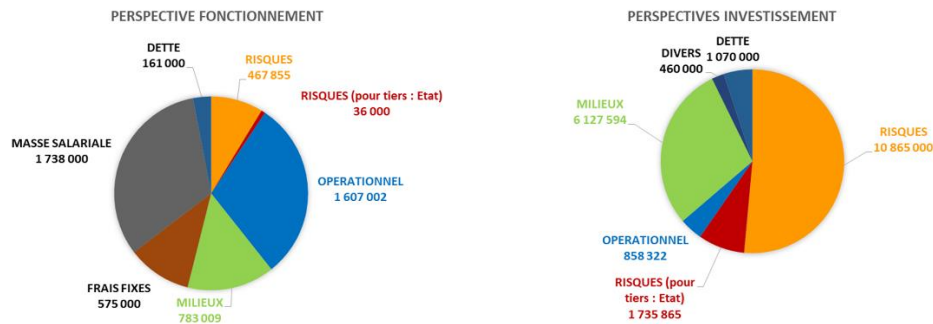 PERSPECTIVE FONCTIONNEMENT
DETTE
161 000
RISQUES
467 855
RISQUES (pour tiers : Etat)
36 000
MASSE SALARIALE
1 738 000
OPERATIONNEL
1 607 002
FRAIS FIXES
575 000
MILIEUX
783 009
PERSPECTIVES INVESTISSEMENT
DETTE
1 070 000
DIVERS
460 000
MILIEUX
6 127 594
RISQUES
10 865 000
OPERATIONNEL
858 322
RISQUES (pour
tiers : Etat)
1 735 865